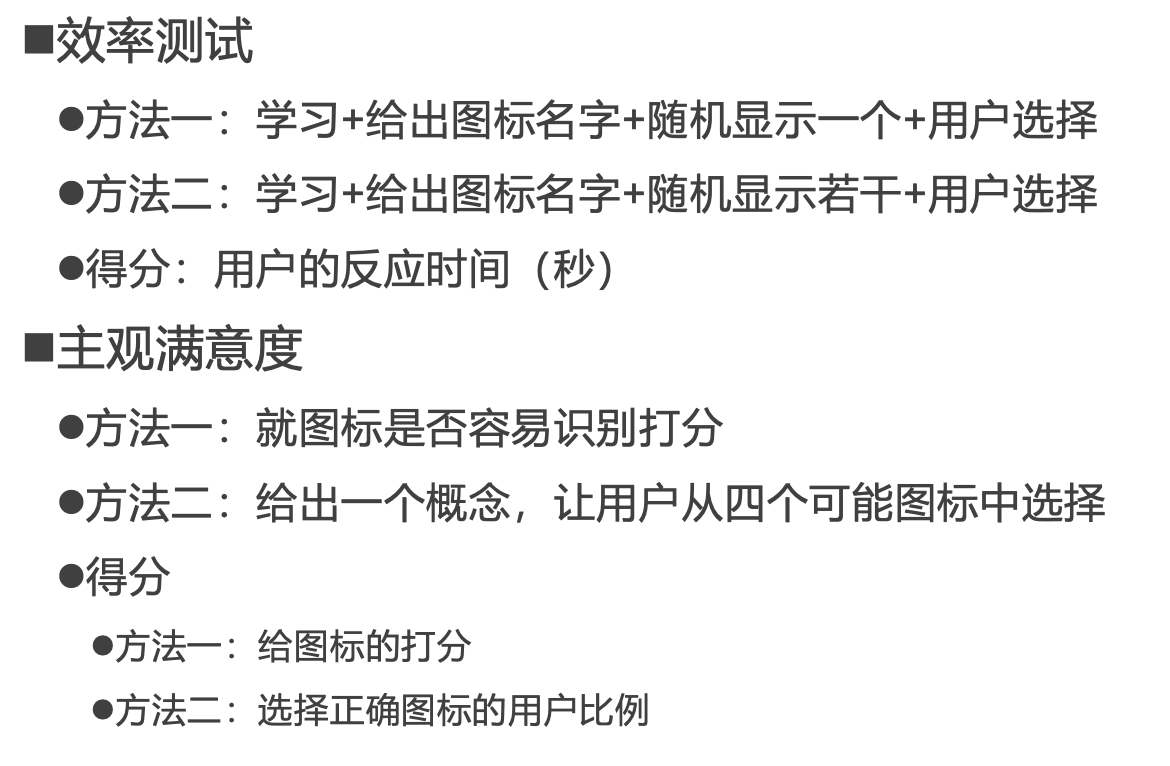 ■效率测试
●方法一：学习+给出图标名字+随机显示一个+用户选择
●方法二：学习+给出图标名字+随机显示若干+用户选择
●得分：用户的反应时间（秒）
■主观满意度
●方法一：就图标是否容易识别打分
●方法二：给出一个概念，让用户从四个可能图标中选择
●得分
●方法一：给图标的打分
●方法二：选择正确图标的用户比例